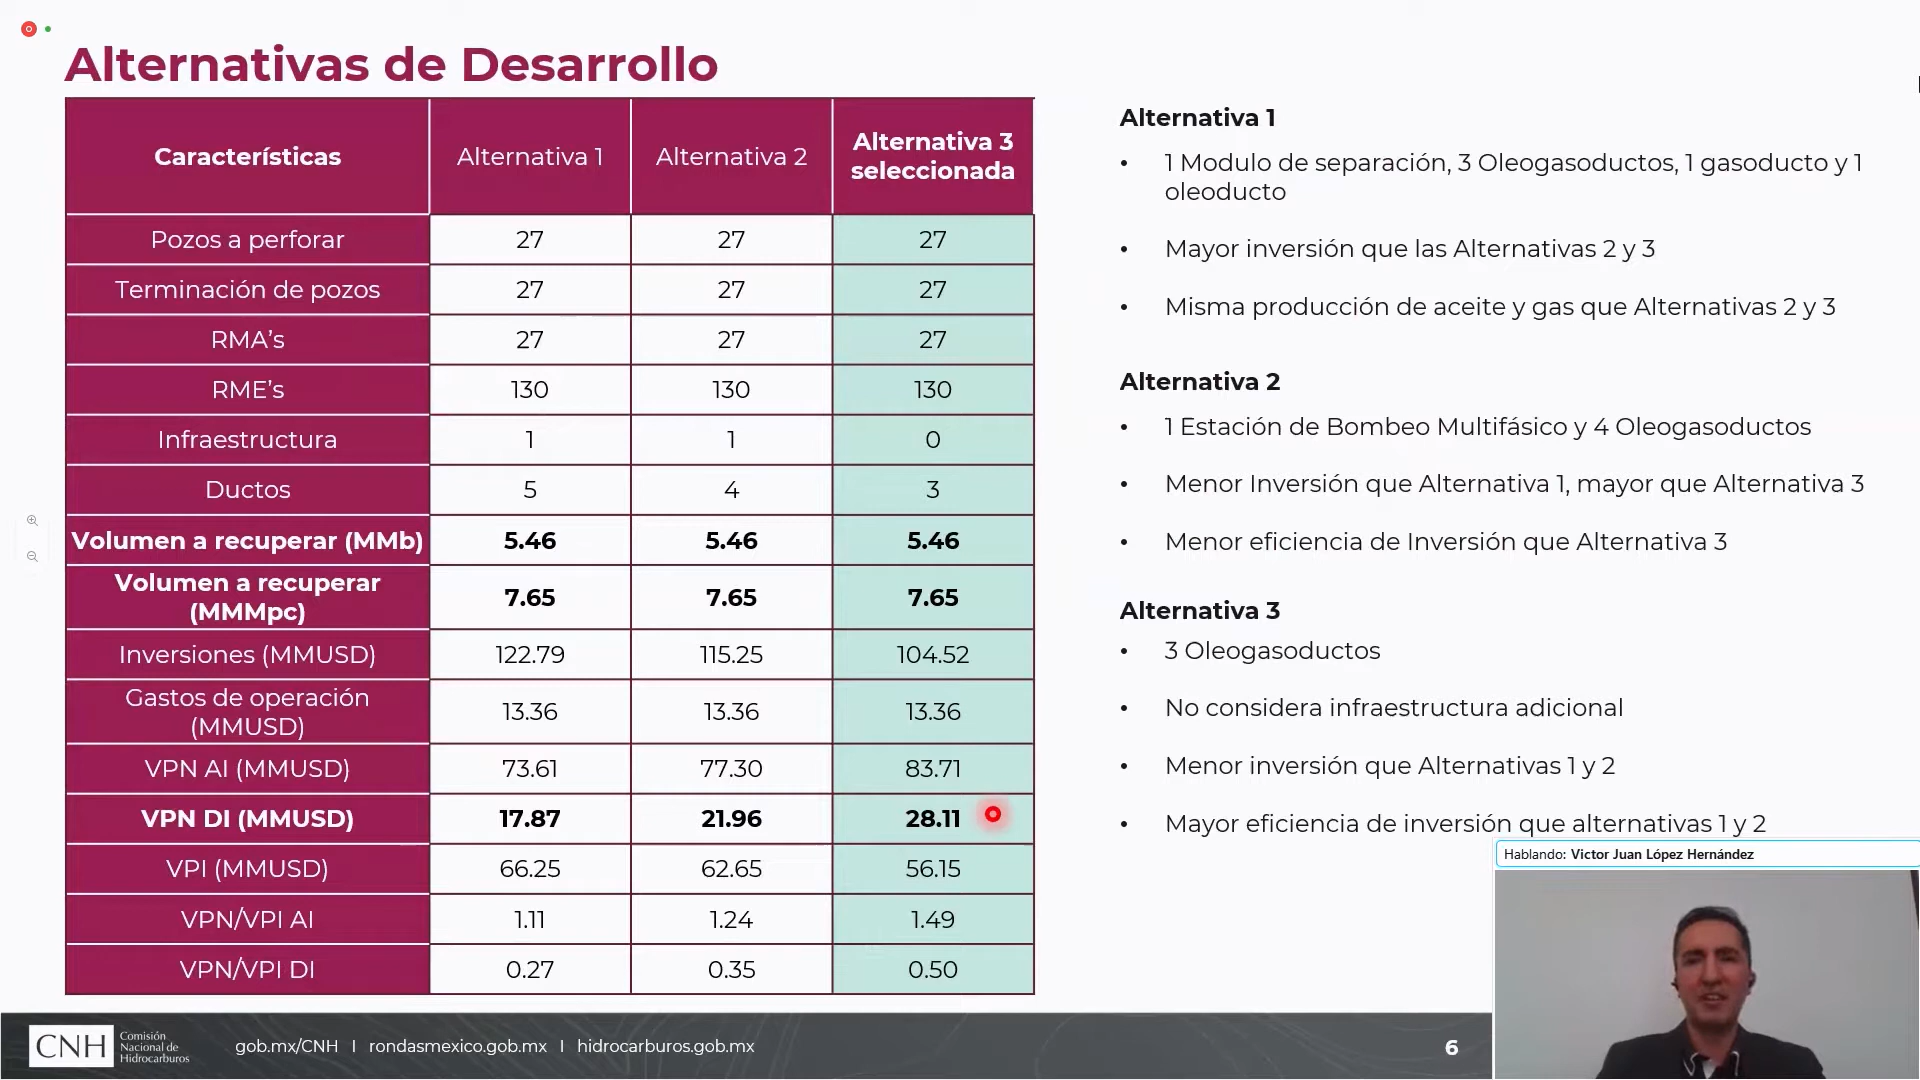 Alternativas de Desarrollo
Características
Alternativa 1
Alternativa 2
Alternativa 3
seleccionada
Pozos a perforar
27
27
27
Terminación de pozos
27
27
27
RMA’s
27
27
27
RME’s
130
130
130
Infraestructura
1
1
0
Ductos
5
4
3
Volumen a recuperar (MMb)
5.46
5.46
5.46
Volumen a recuperar
(MMMpc)
7.65
7.65
7.65
Inversiones (MMUSD)
122.79
115.25
104.52
Gastos de operación
(MMUSD)
13.36
13.36
13.36
VPN AI (MMUSD)
73.61
77.30
83.71
VPN DI (MMUSD)
17.87
21.96
28.11
VPI (MMUSD)
66.25
62.65
56.15
VPN/VPI AI
1.11
1.24
1.49
VPN/VPI DI
0.27
0.35
0.50
Alternativa 1
• 1 Modulo de separación, 3 Oleogasoductos, 1 gasoducto y 1
oleoducto
• Mayor inversión que las Alternativas 2 y 3
• Misma producción de aceite y gas que Alternativas 2 y 3
Alternativa 2
• 1 Estación de Bombeo Multifásico y 4 Oleogasoductos
• Menor Inversión que Alternativa 1, mayor que Alternativa 3
• Menor eficiencia de Inversión que Alternativa 3
Alternativa 3
• 3 Oleogasoductos
• No considera infraestructura adicional
• Menor inversión que Alternativas 1 y 2
• Mayor eficiencia de inversión que alternativas 1 y 2
Hablando: Victor Juan López Hernández
CNH
Comisión
Nacional de
Hidrocarburos
gob.mx/CNH I rondasmexico.gob.mx I hidrocarburos.gob.mx
6